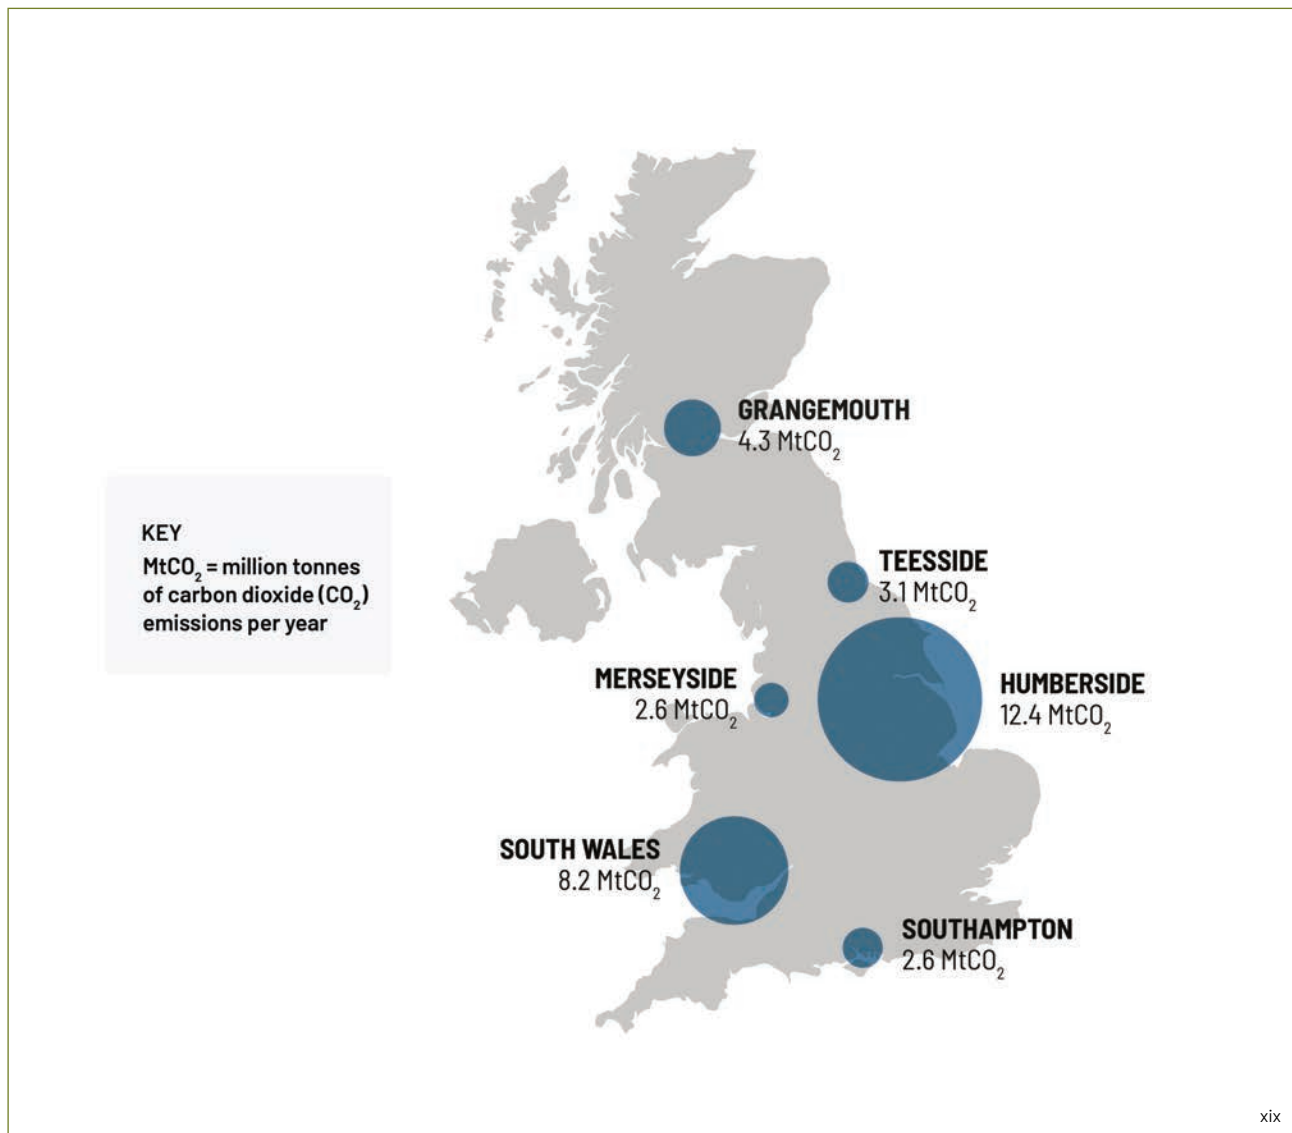 GRANGEMOUTH
4.3 MtCO₂
TEESSIDE
3.1 MtCO₂
KEY
MtCO₂ = million tonnes
of carbon dioxide (CO₂)
emissions per year
MERSEYSIDE
2.6 MtCO₂
HUMBERSIDE
12.4 MtCO₂
SOUTH WALES
8.2 MtCO₂
SOUTHAMPTON
2.6 MtCO₂
xix